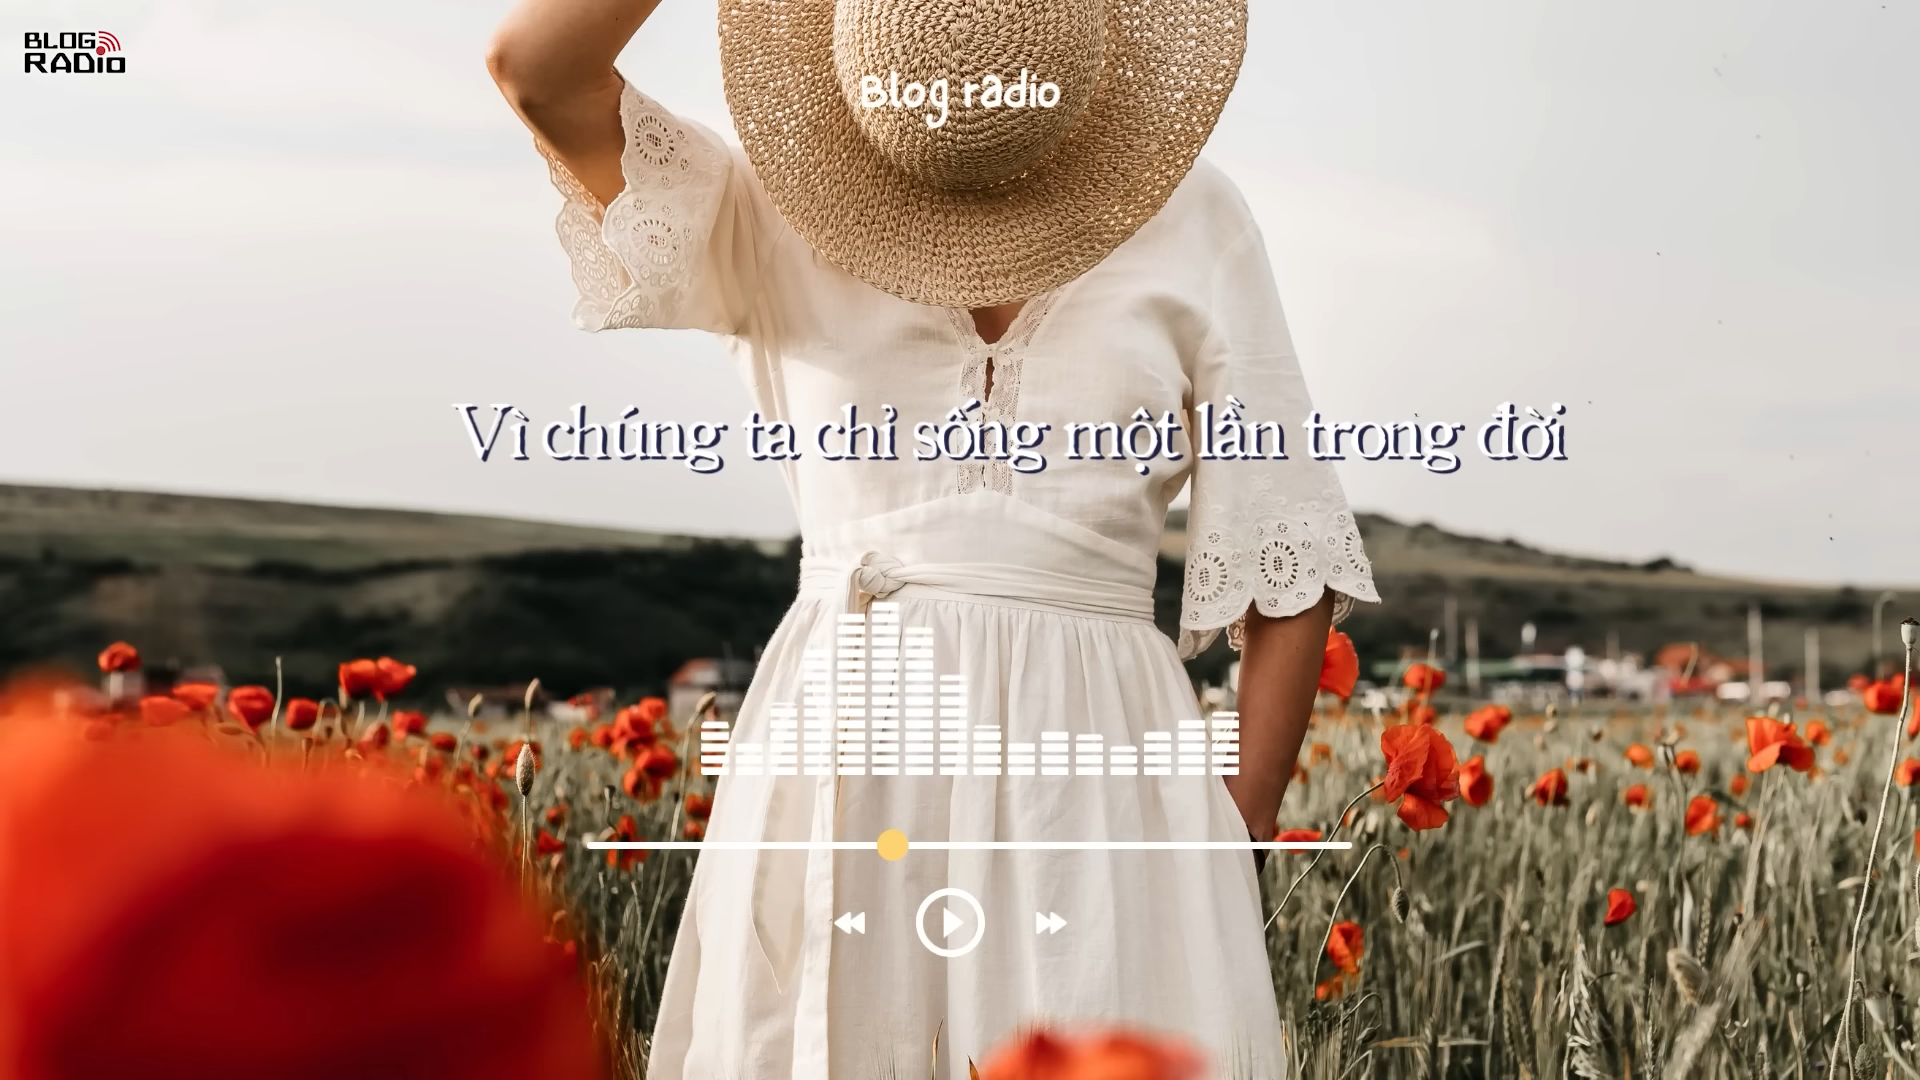 BLOG
RADIO
Blog radio
Vì chúng ta chỉ sống một lần trong đời